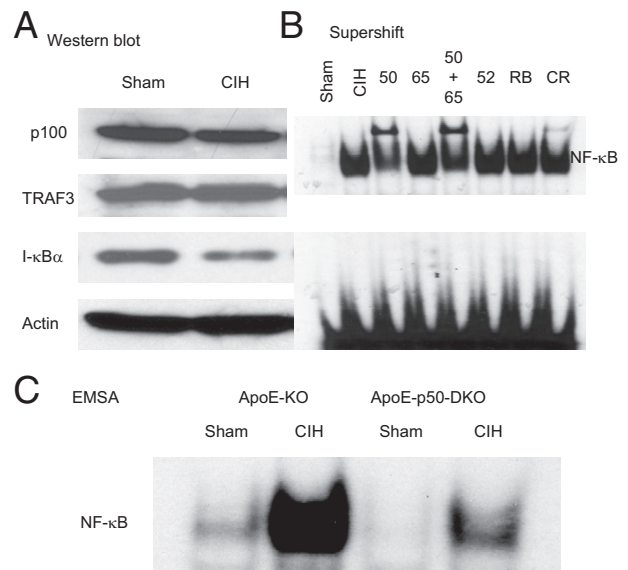 A Western blot
Sham CIH
p100
TRAF3
I-κBα
Actin
B Supershift
Sham CIH 50 65 50 + 65 52 RB CR
NF-κB
C EMSA ApoE-KO ApoE-p50-DKO
Sham CIH Sham CIH
NF-κB